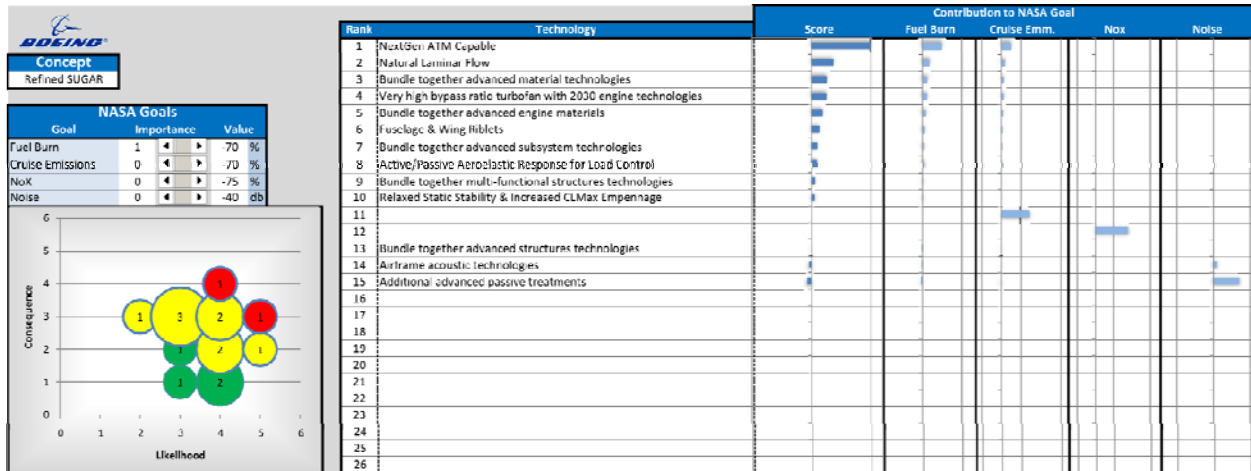 BOEING
Concept
Refined SUGAR
NASA Goals
Goal Importance Value
Fuel Burn 1 -70 %
Cruise Emissions 0 -70 %
NoX 0 -75 %
Noise 0 -40 db
6
5
4
3
2
1
0
Consequence
1
1 3 2 1
1 2 1
1 2
0 1 2 3 4 5 6
Likelihood
Contribution to NASA Goal
Rank Technology Score Fuel Burn Cruise Emm. Nox Noise
1 NextGen ATM Capable
2 Natural Laminar Flow
3 Bundle together advanced material technologies
4 Very high bypass ratio turbofan with 2030 engine technologies
5 Bundle together advanced engine materials
6 Fuselage & Wing Riblets
7 Bundle together advanced subsystem technologies
8 Active/Passive Aeroelastic Response for Load Control
9 Bundle together multi-functional structures technologies
10 Relaxed Static Stability & Increased CLMax Empennage
11
12
13 Bundle together advanced structures technologies
14 Airframe acoustic technologies
15 Additional advanced passive treatments
16
17
18
19
20
21
22
23
24
25
26